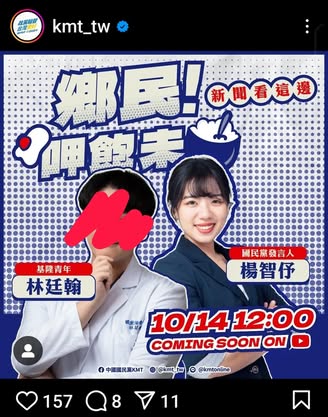 kmt_tw
鄉民!
新聞看這邊
呷飽未
基隆青年
林廷翰
國民黨發言人
楊智伃
10/14 12:00
COMING SOON ON
中國國民黨KMT @kmt_tw @kmtonline
157 8 11